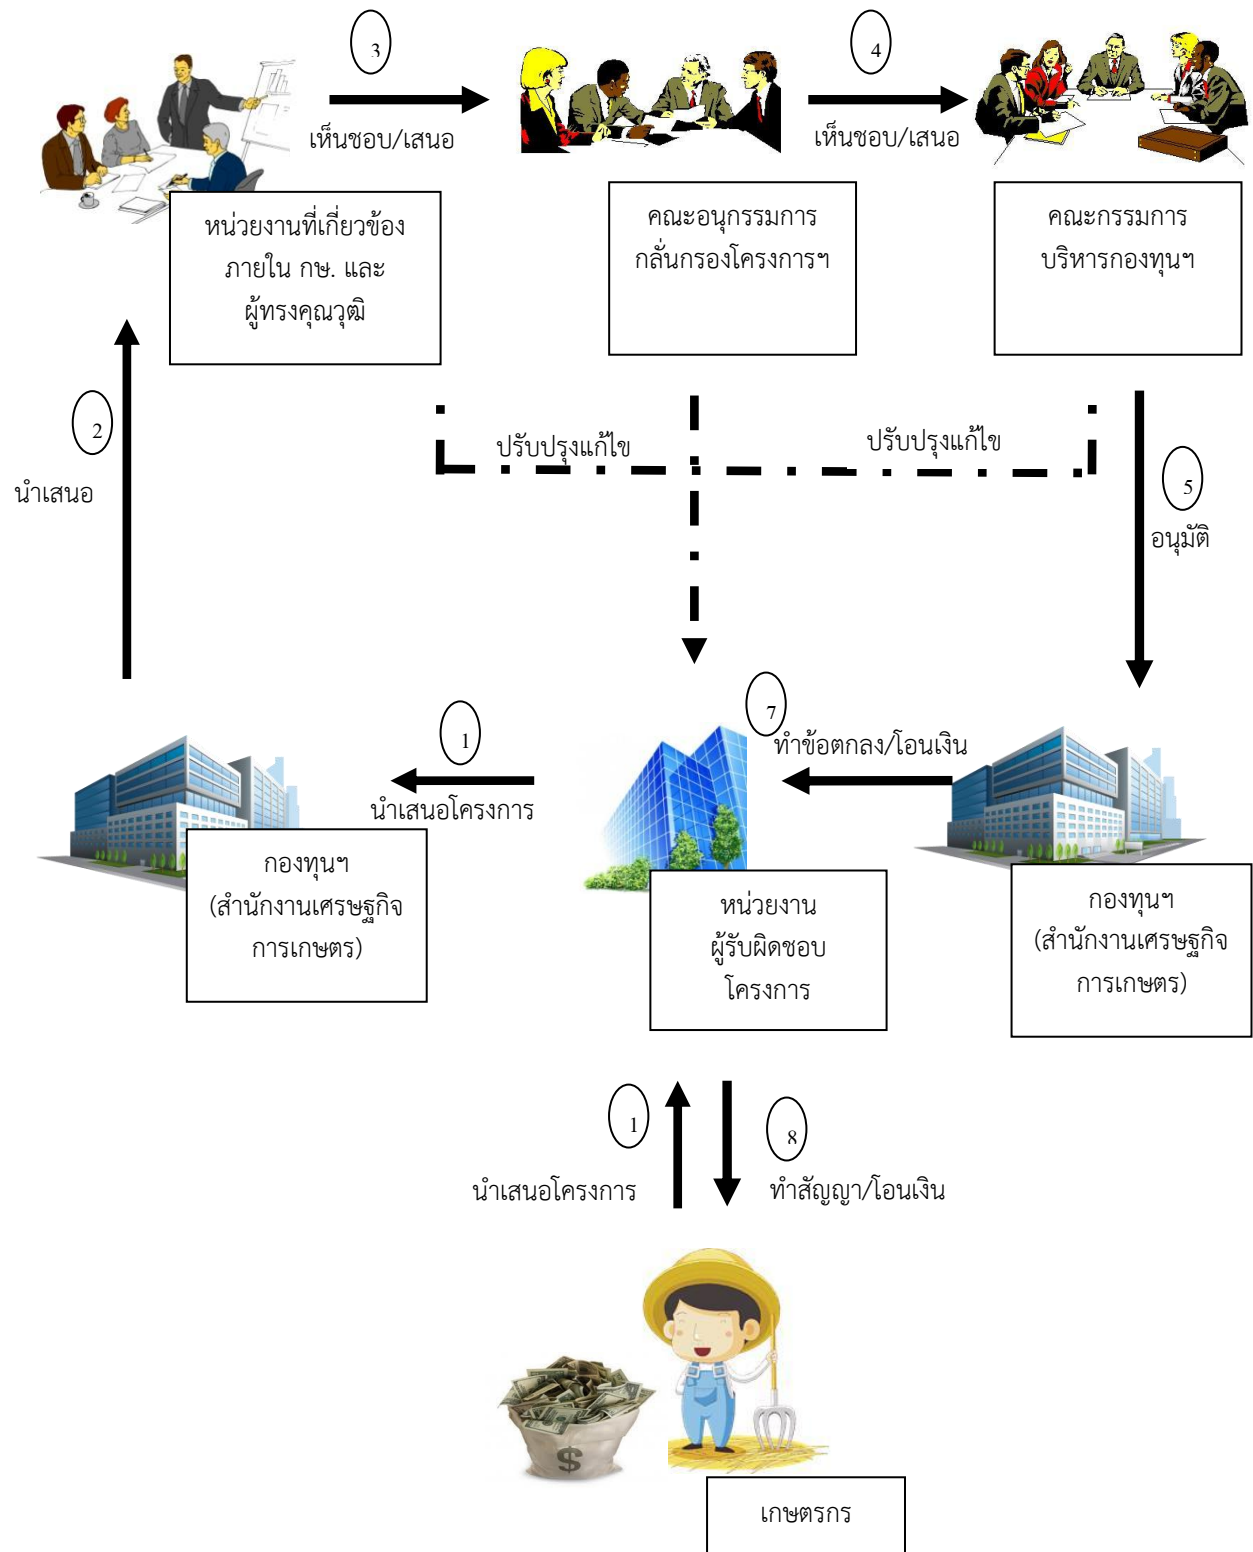 3
4
เห็นชอบ/เสนอ
เห็นชอบ/เสนอ
หน่วยงานที่เกี่ยวข้อง
ภายใน กษ. และ
ผู้ทรงคุณวุฒิ
คณะอนุกรรมการ
กลั่นกรองโครงการฯ
คณะกรรมการ
บริหารกองทุนฯ
2
นำเสนอ
ปรับปรุงแก้ไข
ปรับปรุงแก้ไข
5
อนุมัติ
1
นำเสนอโครงการ
7
ทำข้อตกลง/โอนเงิน
กองทุนฯ
(สำนักงานเศรษฐกิจ
การเกษตร)
หน่วยงาน
ผู้รับผิดชอบ
โครงการ
กองทุนฯ
(สำนักงานเศรษฐกิจ
การเกษตร)
1
นำเสนอโครงการ
8
ทำสัญญา/โอนเงิน
$
เกษตรกร